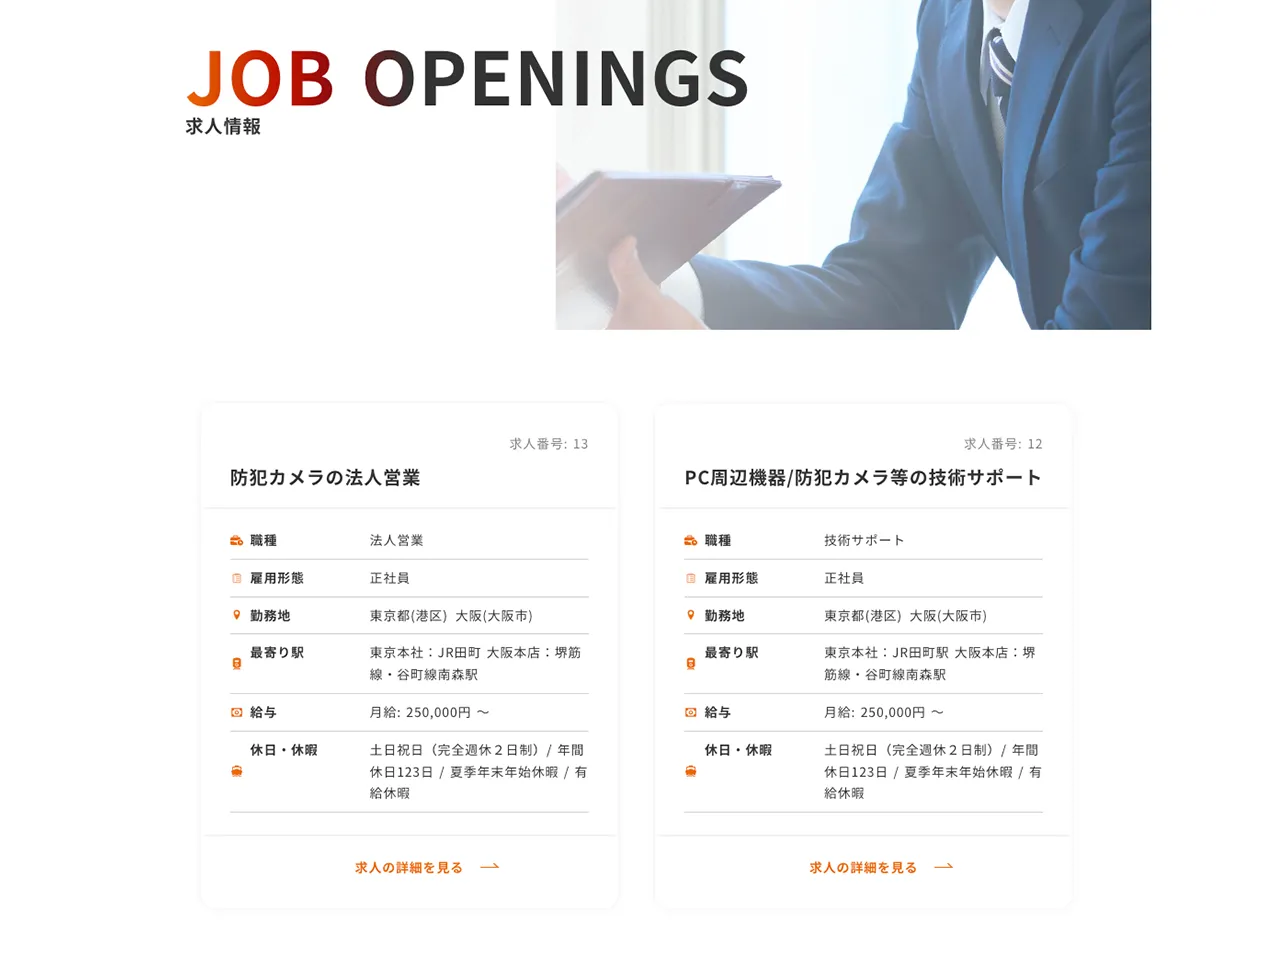 JOB OPENINGS
求人情報
求人番号: 13
防犯カメラの法人営業
職種 法人営業
雇用形態 正社員
勤務地 東京都(港区) 大阪(大阪市)
最寄り駅 東京本社：JR田町 大阪本店：堺筋
線・谷町線南森駅
給与 月給: 250,000円 〜
休日・休暇 土日祝日（完全週休２日制）/ 年間
休日123日 / 夏季年末年始休暇 / 有
給休暇
求人の詳細を見る
求人番号: 12
PC周辺機器/防犯カメラ等の技術サポート
職種 技術サポート
雇用形態 正社員
勤務地 東京都(港区) 大阪(大阪市)
最寄り駅 東京本社：JR田町駅 大阪本店：堺
筋線・谷町線南森駅
給与 月給: 250,000円 〜
休日・休暇 土日祝日（完全週休２日制）/ 年間
休日123日 / 夏季年末年始休暇 / 有
給休暇
求人の詳細を見る